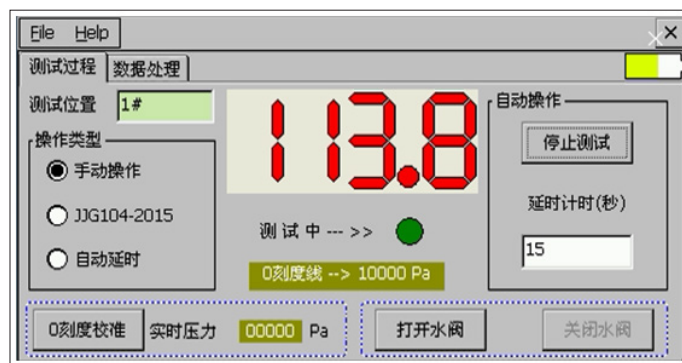 File Help
测试过程 数据处理
测试位置 1#
操作类型
手动操作
JJG104-2015
自动延时
113.8
测试中--->>
0刻度线 --> 10000 Pa
自动操作
停止测试
延时计时(秒)
15
0刻度校准 实时压力 00000 Pa
打开水阀 关闭水阀